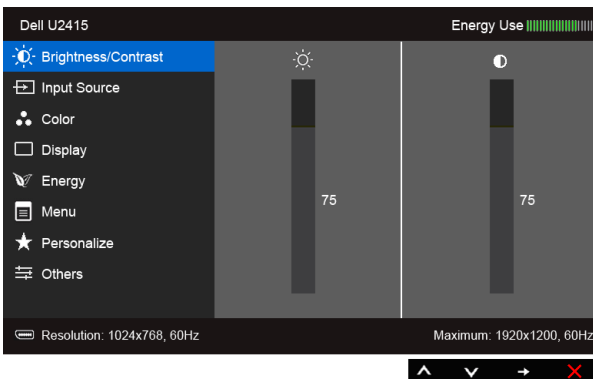 Dell U2415
Energy Use
Brightness/Contrast
Input Source
Color
Display
Energy
Menu
Personalize
Others
75
75
Resolution: 1024x768, 60Hz
Maximum: 1920x1200, 60Hz